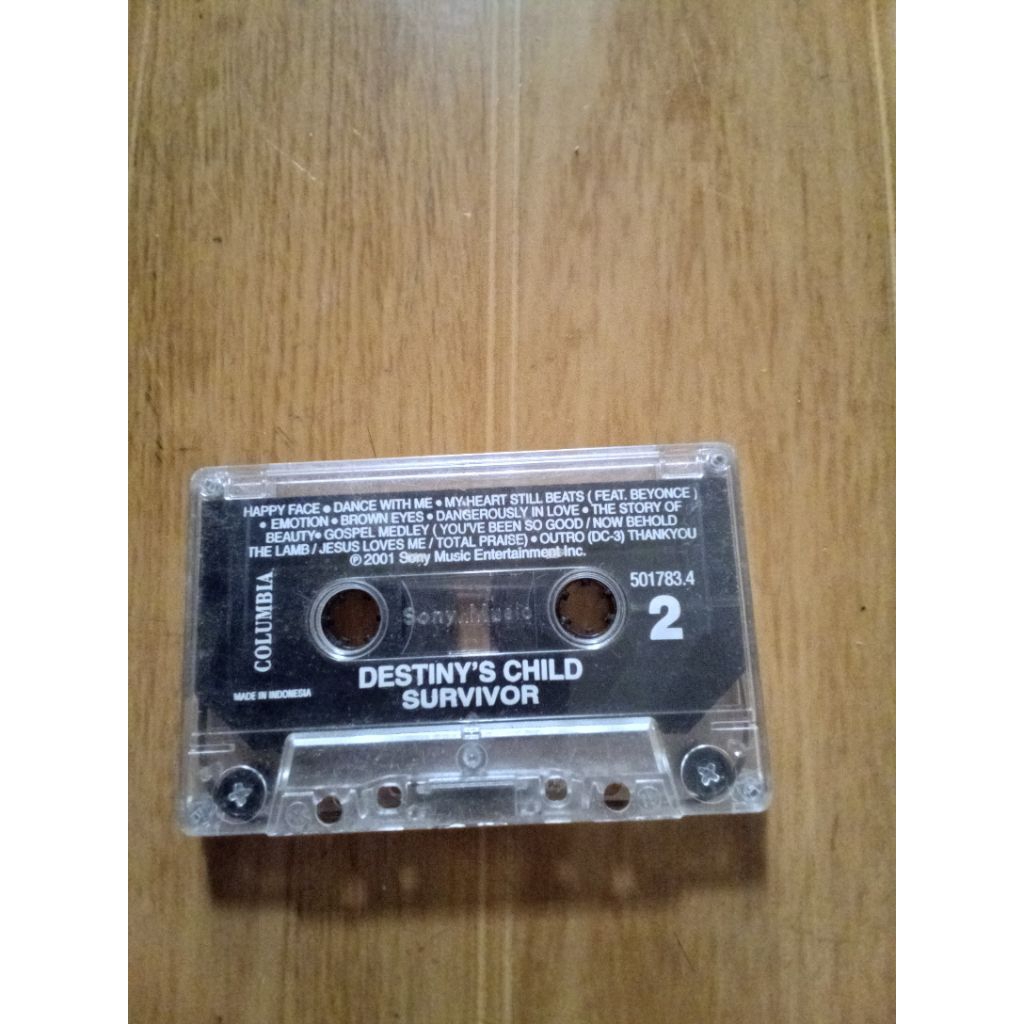 HAPPY FACE • DANCE WITH ME • MY HEART STILL BEATS ( FEAT. BEYONCE )
• EMOTION • BROWN EYES • DANGEROUSLY IN LOVE • THE STORY OF
BEAUTY• GOSPEL MEDLEY ( YOU'VE BEEN SO GOOD / NOW BEHOLD
THE LAMB / JESUS LOVES ME / TOTAL PRAISE) • OUTRO (DC-3) THANKYOU
℗ 2001 Sony Music Entertainment Inc.
COLUMBIA
501783.4
2
Sony Music
DESTINY'S CHILD
SURVIVOR
MADE IN INDONESIA